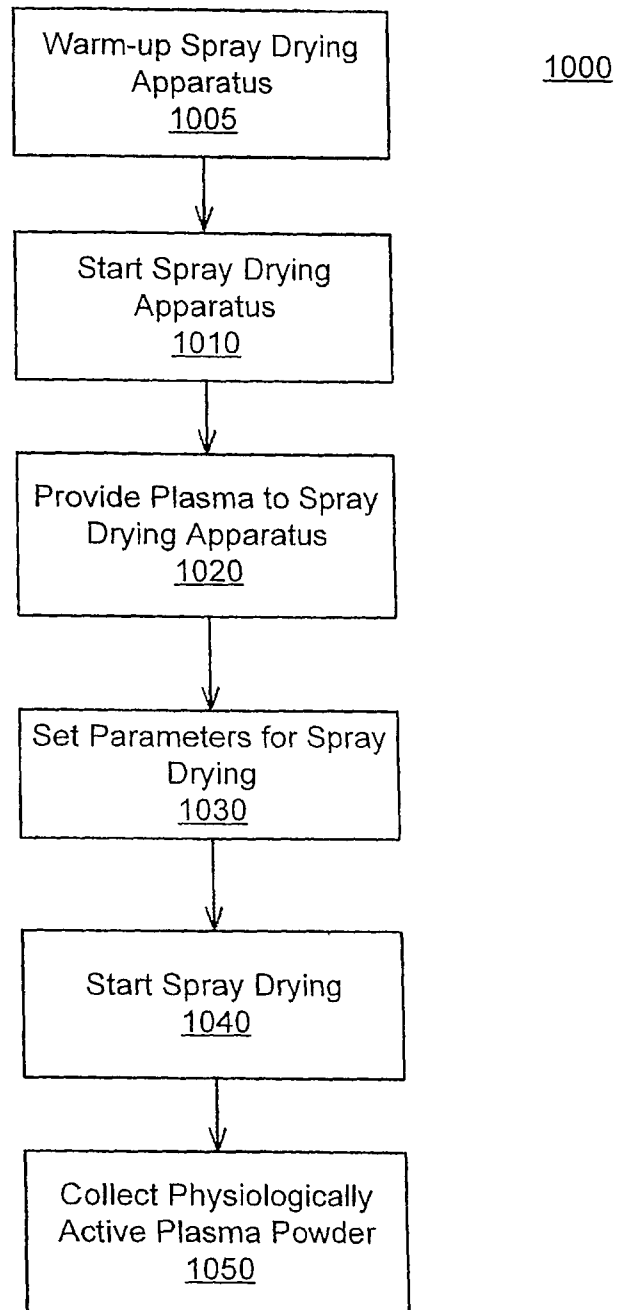 Warm-up Spray Drying
Apparatus
1005
1000
Start Spray Drying
Apparatus
1010
Provide Plasma to Spray
Drying Apparatus
1020
Set Parameters for Spray
Drying
1030
Start Spray Drying
1040
Collect Physiologically
Active Plasma Powder
1050